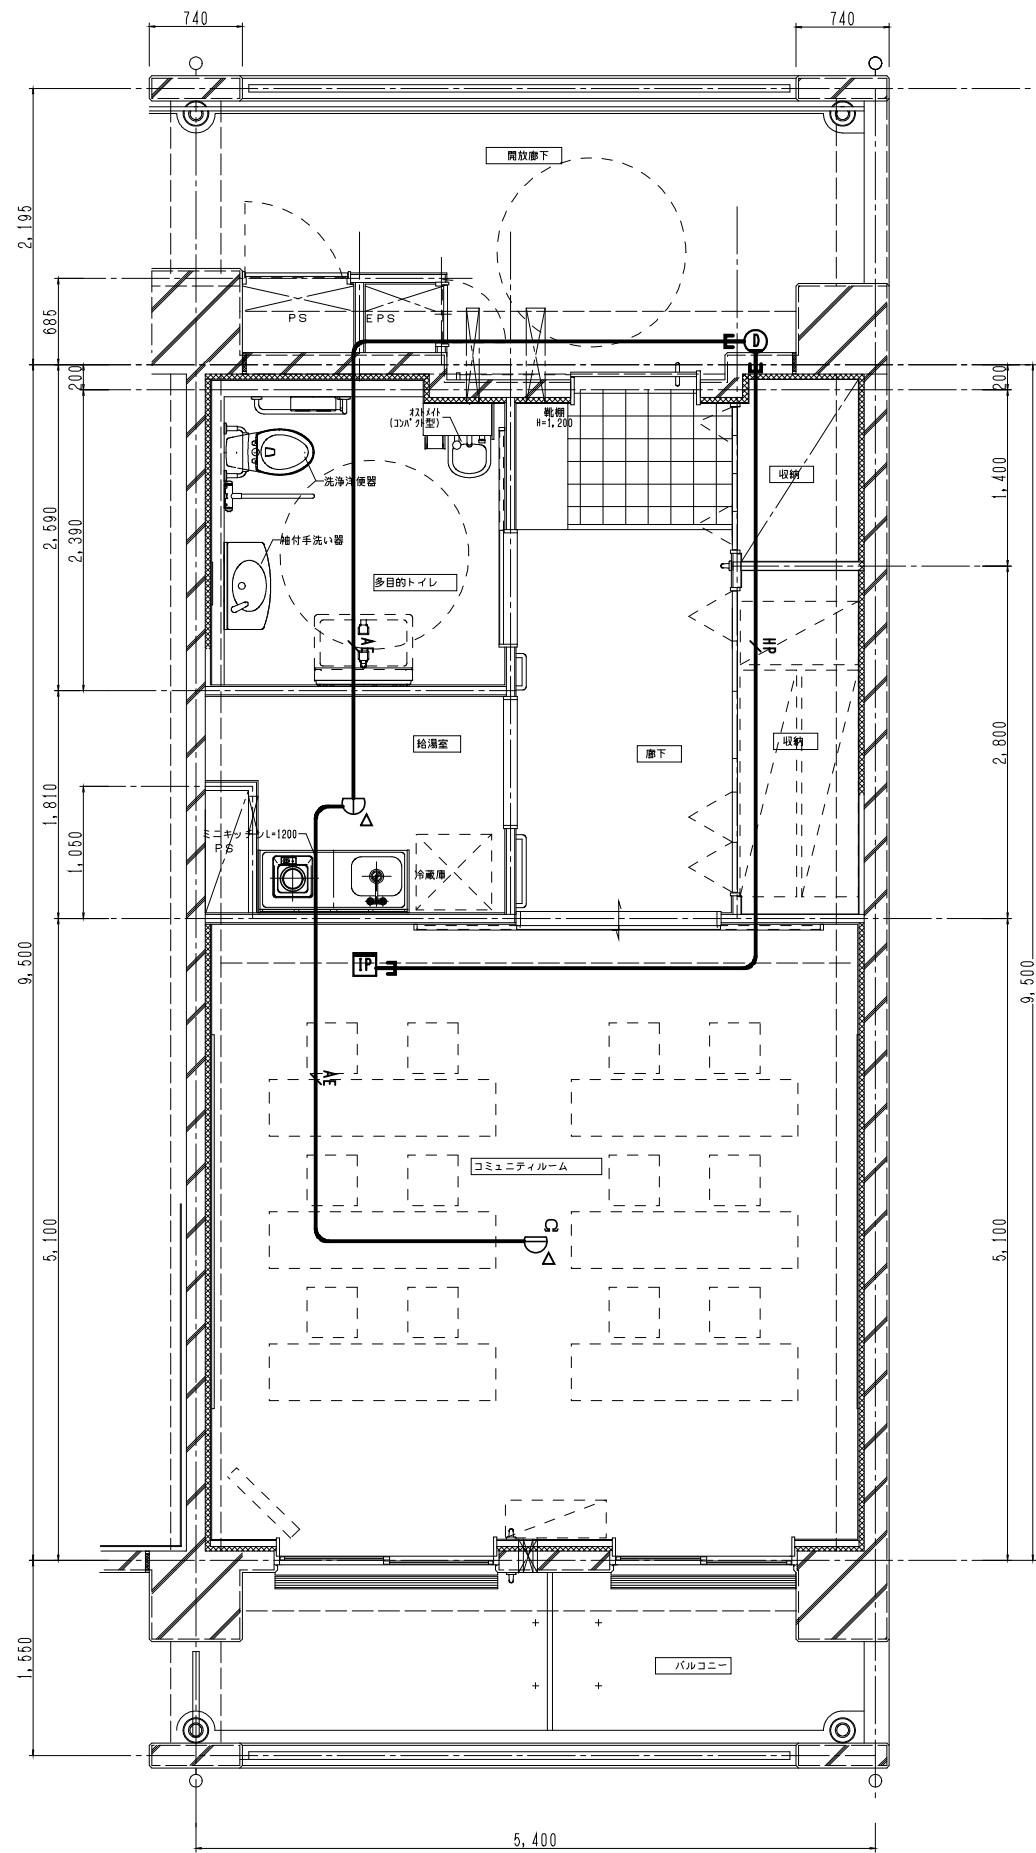 740
740
開放廊下
2,195
PS
EPS
685
D
200
200
オストメイト
(コンパクト型)
靴棚
H=1,200
収納
1,400
洗浄洋便器
2,590
2,390
袖付手洗い器
多目的トイレ
AE
HP
給湯室
廊下
収納
2,800
1,810
1,050
ミニキッチンL=1200
PS
冷蔵庫
9,500
IP
9,500
AE
コミュニティルーム
5,100
5,100
C
1,550
バルコニー
5,400